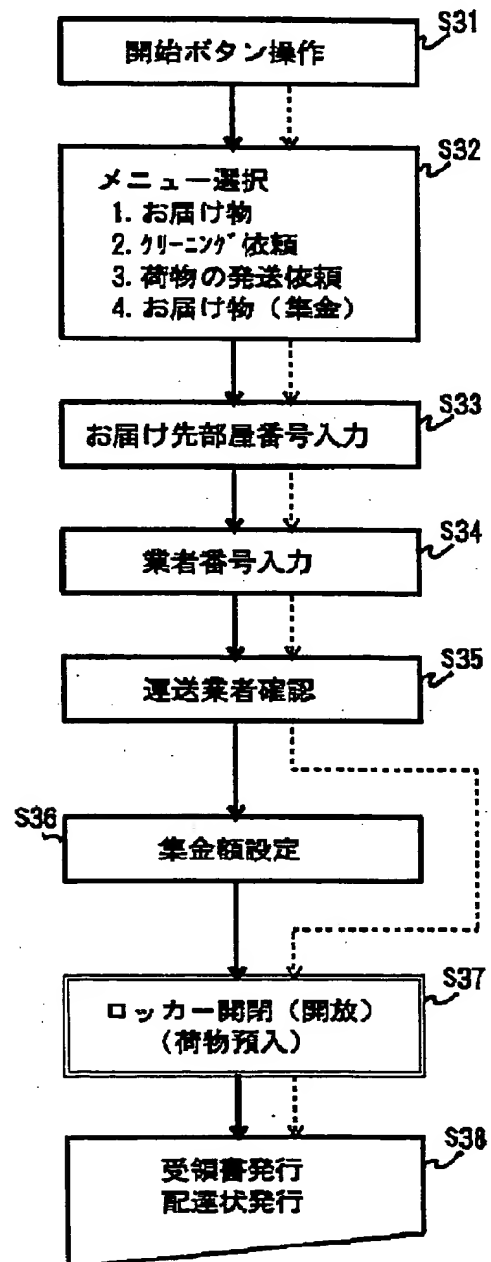 S31
開始ボタン操作
S32
メニュー選択
1. お届け物
2. クリーニング依頼
3. 荷物の発送依頼
4. お届け物(集金)
S33
お届け先部屋番号入力
S34
業者番号入力
S35
運送業者確認
S36
集金額設定
S37
ロッカー開閉(開放)
(荷物預入)
S38
受領書発行
配達状発行